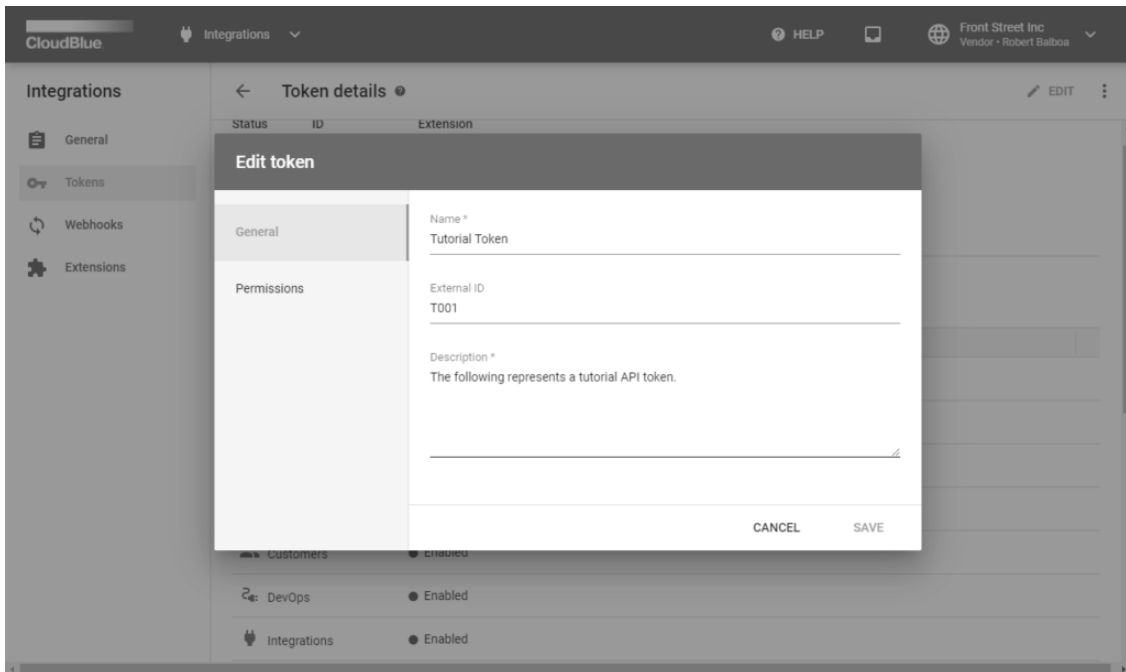 CloudBlue
Integrations
HELP
Front Street Inc
Vendor • Robert Balboa
Integrations
Token details
EDIT
General
Tokens
Webhooks
Extensions
Status ID Extension
Edit token
General
Permissions
Name *
Tutorial Token
External ID
T001
Description *
The following represents a tutorial API token.
CANCEL SAVE
Customers Enabled
DevOps Enabled
Integrations Enabled